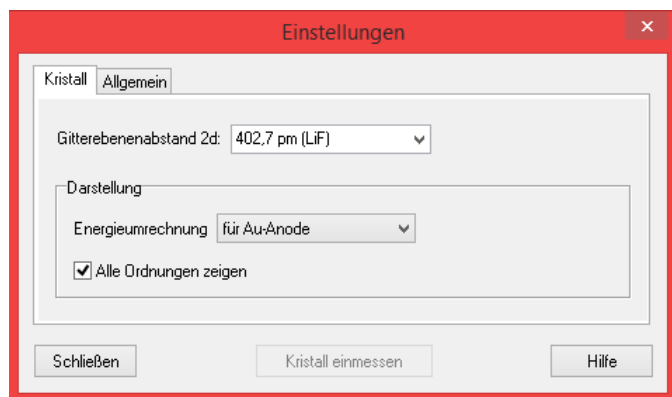 Einstellungen
Kristall Allgemein
Gitterebenenabstand 2d: 402,7 pm (LiF)
Darstellung
Energieumrechnung für Au-Anode
Alle Ordnungen zeigen
Schließen Kristall einmessen Hilfe